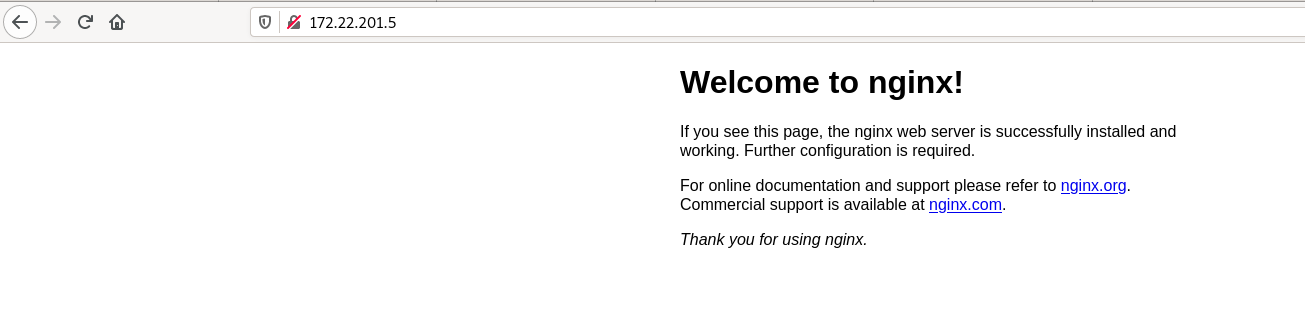 172.22.201.5
Welcome to nginx!
If you see this page, the nginx web server is successfully installed and
working. Further configuration is required.
For online documentation and support please refer to nginx.org.
Commercial support is available at nginx.com.
Thank you for using nginx.